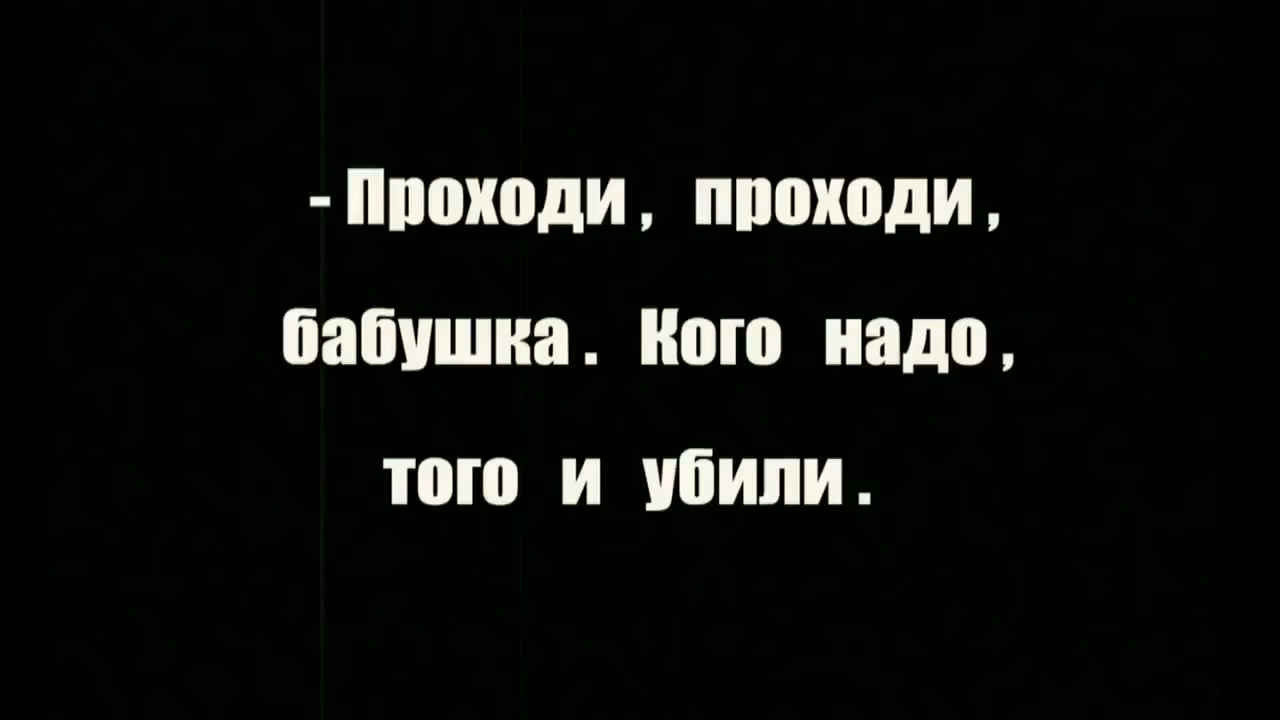 - Проходи, проходи,
бабушка. Кого надо,
того и убили.